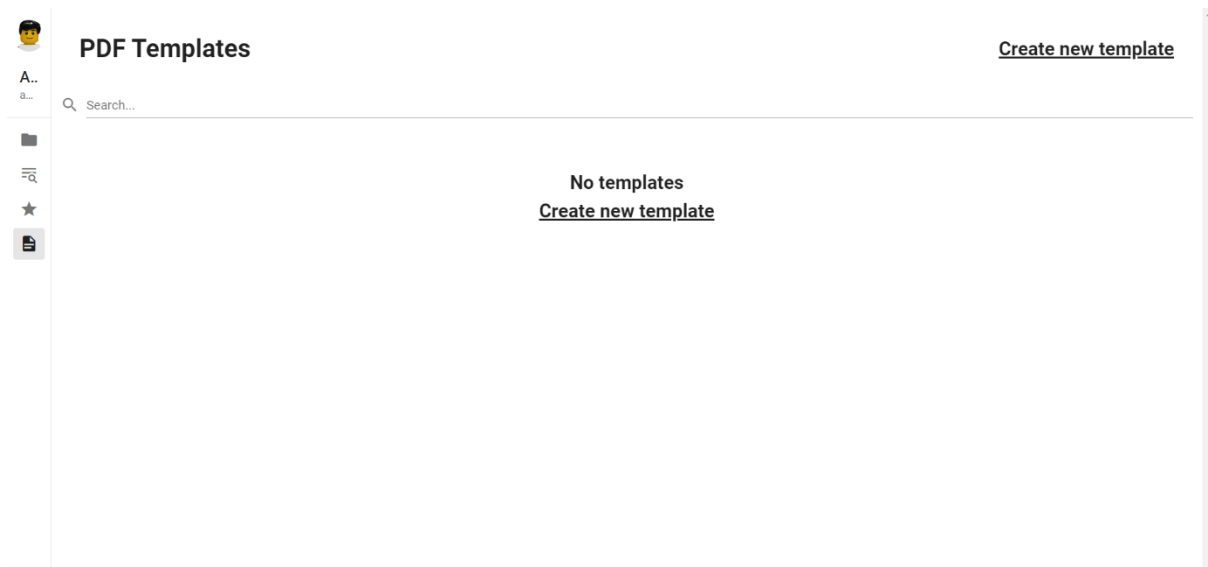 PDF Templates
Create new template
A..
a...
Search...
No templates
Create new template